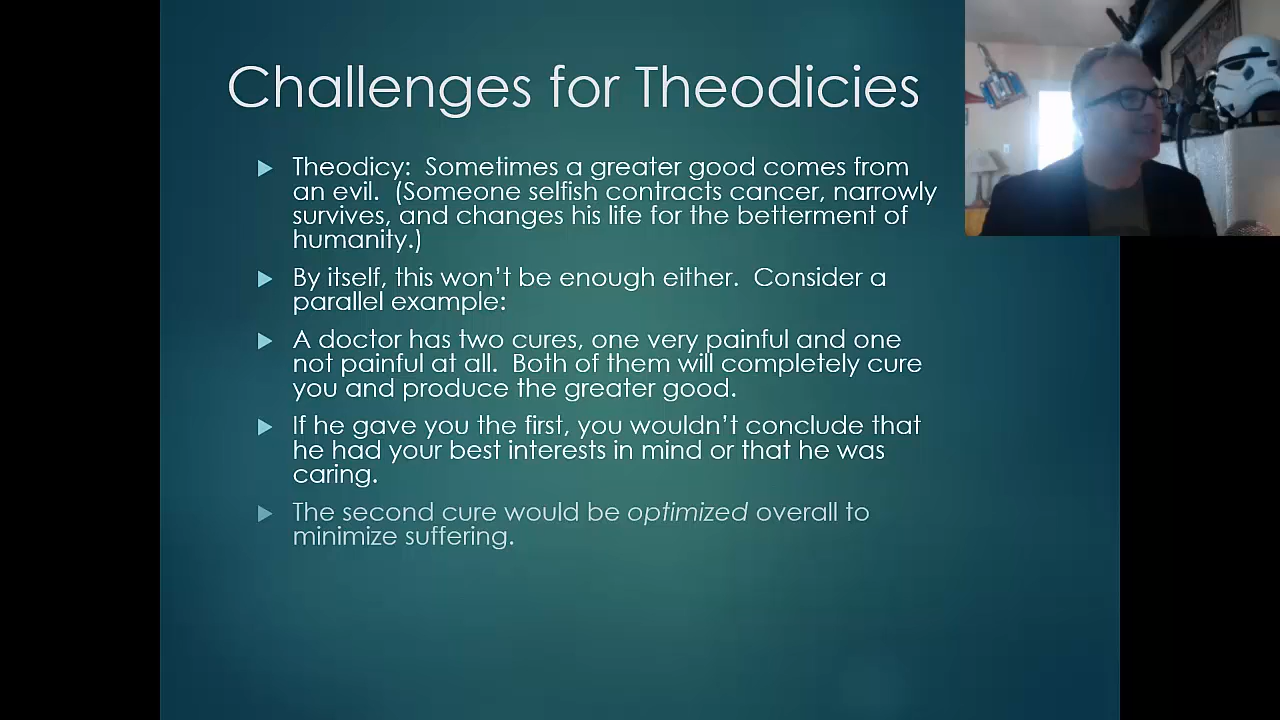 Challenges for Theodicies
Theodicy:  Sometimes a greater good comes from
an evil.  (Someone selfish contracts cancer, narrowly
survives, and changes his life for the betterment of
humanity.)
By itself, this won’t be enough either.  Consider a
parallel example:
A doctor has two cures, one very painful and one
not painful at all.  Both of them will completely cure
you and produce the greater good.
If he gave you the first, you wouldn’t conclude that
he had your best interests in mind or that he was
caring.
The second cure would be optimized overall to
minimize suffering.